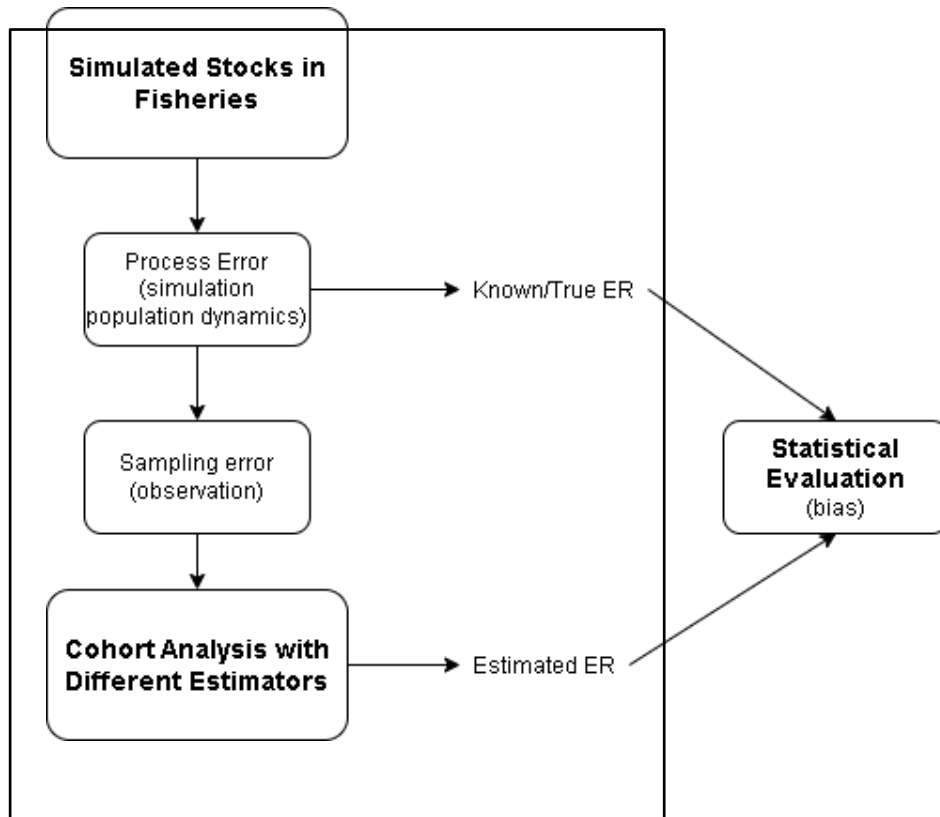 Simulated Stocks in
Fisheries
Process Error
(simulation
population dynamics)
Known/True ER
Sampling error
(observation)
Statistical
Evaluation
(bias)
Cohort Analysis with
Different Estimators
Estimated ER